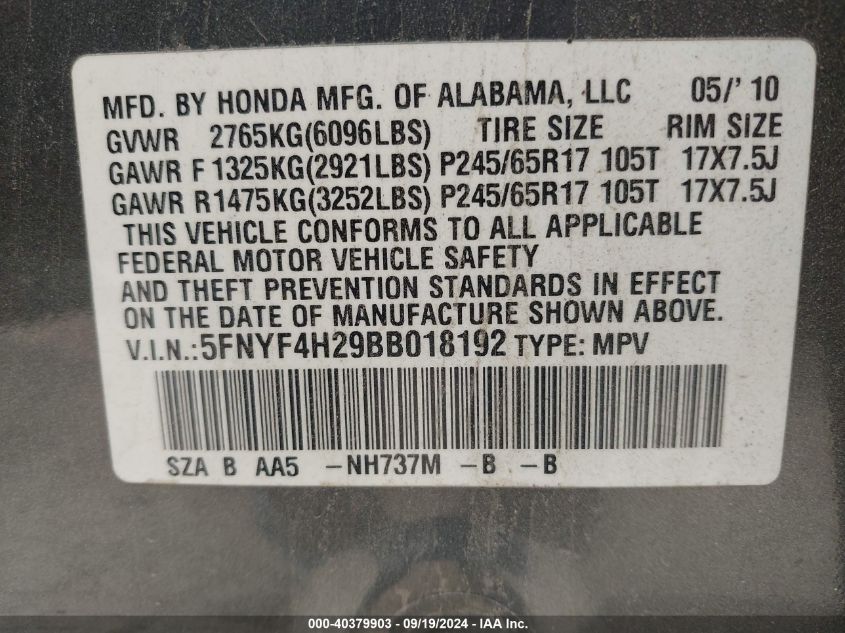 MFD. BY HONDA MFG. OF ALABAMA, LLC 05/' 10
GVWR 2765KG(6096LBS) TIRE SIZE RIM SIZE
GAWR F 1325KG(2921LBS) P245/65R17 105T 17X7.5J
GAWR R1475KG(3252LBS) P245/65R17 105T 17X7.5J
THIS VEHICLE CONFORMS TO ALL APPLICABLE
FEDERAL MOTOR VEHICLE SAFETY
AND THEFT PREVENTION STANDARDS IN EFFECT
ON THE DATE OF MANUFACTURE SHOWN ABOVE.
V.I.N.:5FNYF4H29BB018192 TYPE: MPV
SZA B AA5 -NH737M -B -B
000-40379903 - 09/19/2024 - IAA Inc.